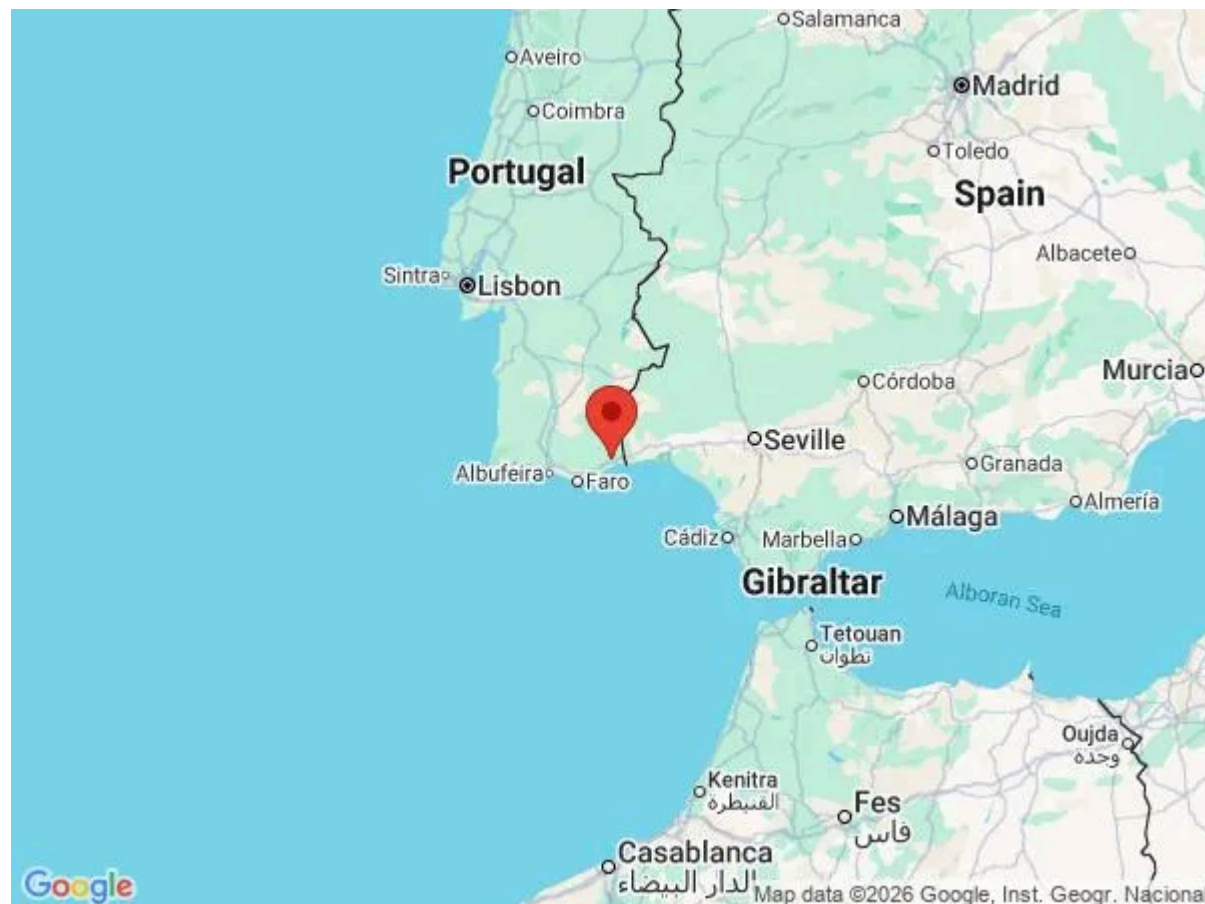 Salamanca
Aveiro
Madrid
Coimbra
Toledo
Portugal
Spain
Albacete
Sintra
Lisbon
Murcia
Córdoba
Seville
Granada
Albufeira
Faro
Almería
Málaga
Cádiz
Marbella
Gibraltar
Alboran Sea
Tetouan
تطوان
Oujda
وجدة
Kenitra
القنيطرة
Fes
فاس
Casablanca
الدار البيضاء
Google
Map data ©2026 Google, Inst. Geogr. Nacional